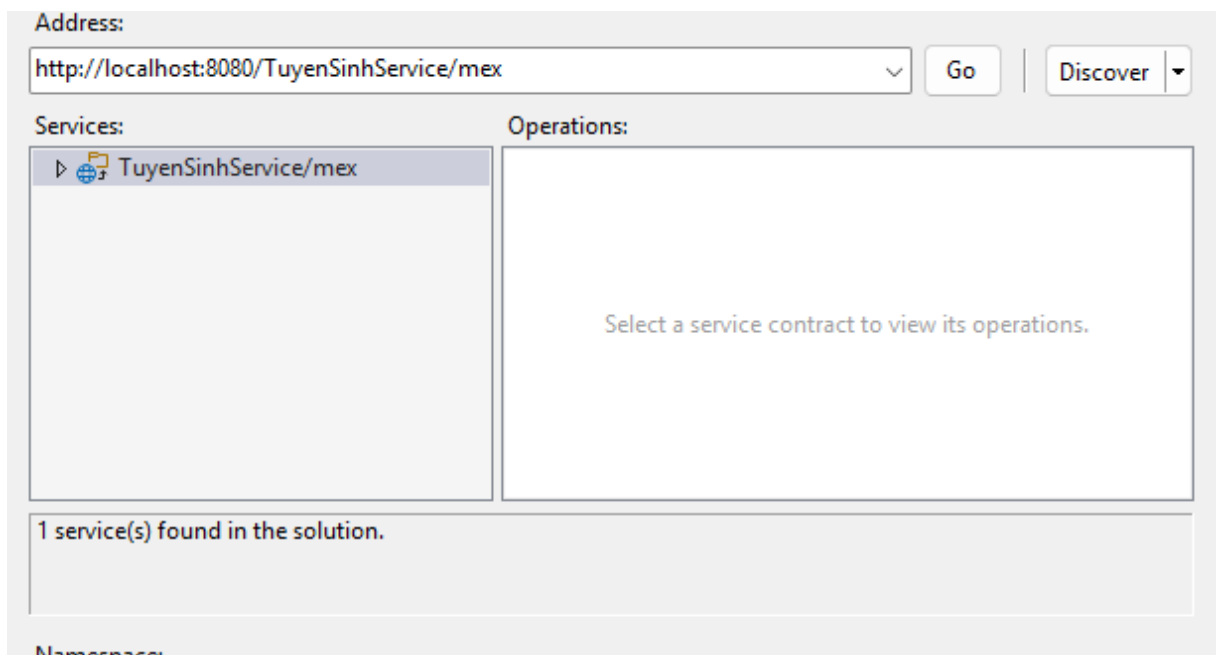 Address:
http://localhost:8080/TuyenSinhService/mex
Go
Discover
Services:
Operations:
TuyenSinhService/mex
Select a service contract to view its operations.
1 service(s) found in the solution.
Namespace: